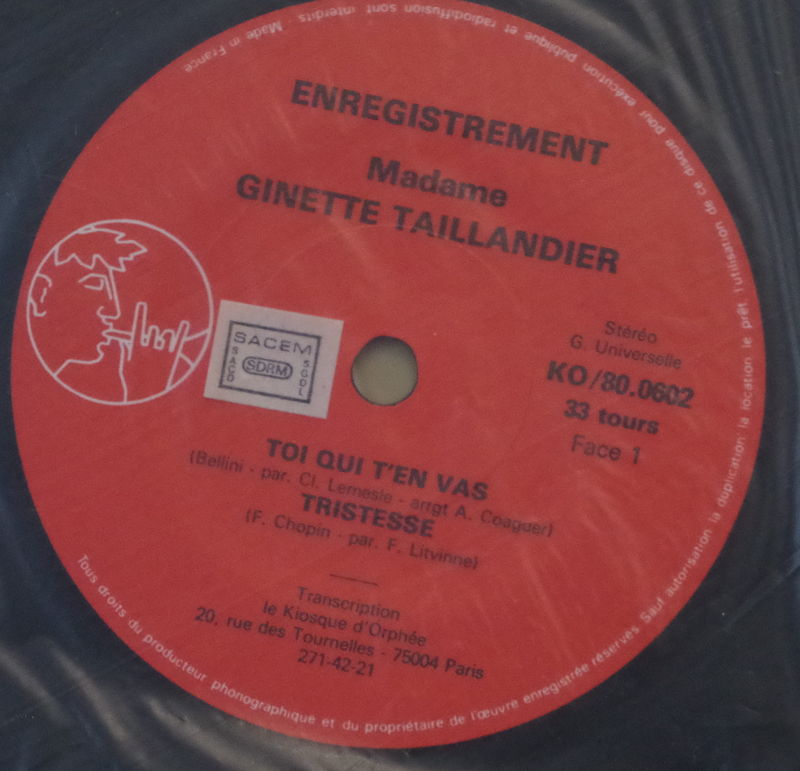 ENREGISTREMENT
Madame
GINETTE TAILLANDIER
SACEM
SACD
SDRM
SGDL
Stéréo
G. Universelle
KO/80.0602
33 tours
Face 1
TOI QUI T'EN VAS
(Bellini - par. Cl. Lemesle - arrgt A. Coaguer)
TRISTESSE
(F. Chopin - par. F. Litvinne)
Transcription
le Kiosque d'Orphée
20, rue des Tournelles - 75004 Paris
271-42-21
Tous droits du producteur phonographique et du propriétaire de l'œuvre enregistrée réservés Sauf autorisation la duplication la location le prêt l'utilisation de ce disque pour exécution publique et radiodiffusion sont interdits - Made in France